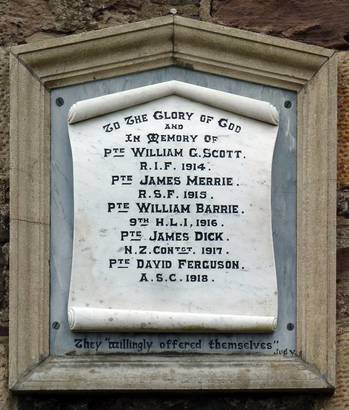 To The Glory of God
and
In Memory of
Pte William G. Scott.
R.I.F. 1914.
Pte James Merrie.
R.S.F. 1915.
Pte William Barrie.
9th H.L.I, 1916.
Pte James Dick.
N.Z. Contgt. 1917.
Pte David Ferguson.
A.S.C. 1918.
They "willingly offered themselves"
Jud. V.